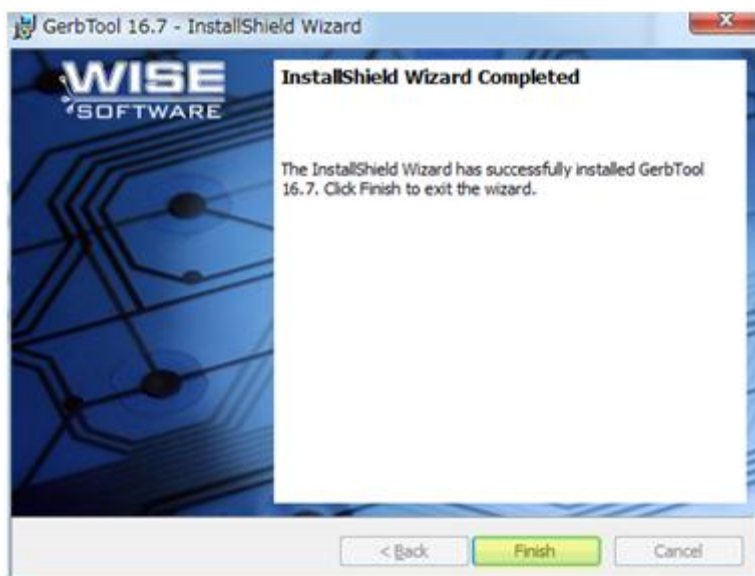 GerbTool 16.7 - InstallShield Wizard
WISE
SOFTWARE
InstallShield Wizard Completed
The InstallShield Wizard has successfully installed GerbTool
16.7. Click Finish to exit the wizard.
< Back
Finish
Cancel